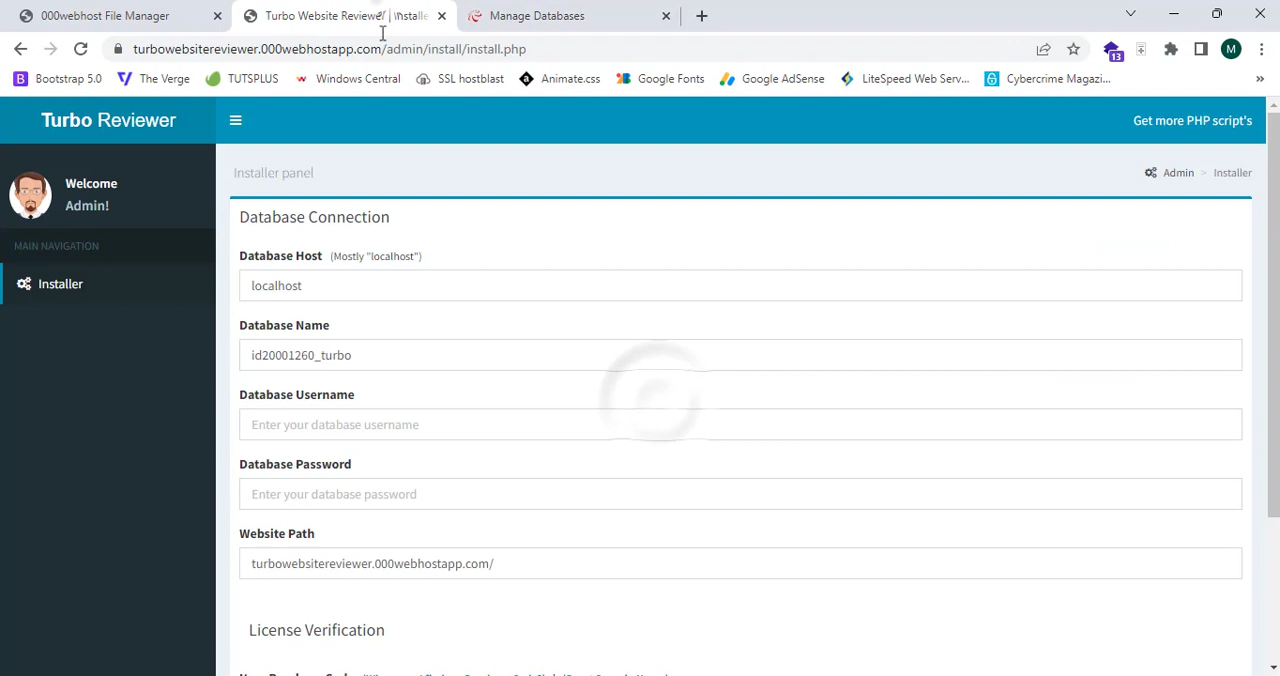 000webhost File Manager
Turbo Website Reviewer | Installe
Manage Databases
turbowebsitereviewer.000webhostapp.com/admin/install/install.php
13
M
B Bootstrap 5.0
The Verge
TUTSPLUS
Windows Central
SSL hostblast
Animate.css
Google Fonts
Google AdSense
LiteSpeed Web Serv...
Cybercrime Magazi...
Turbo Reviewer
Get more PHP script's
Welcome
Admin!
MAIN NAVIGATION
Installer
Installer panel
Admin > Installer
Database Connection
Database Host (Mostly "localhost")
localhost
Database Name
id20001260_turbo
Database Username
Enter your database username
Database Password
Enter your database password
Website Path
turbowebsitereviewer.000webhostapp.com/
License Verification